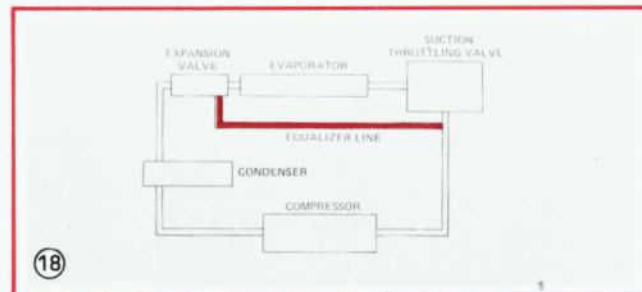 SUCTION
THROTTLING VALVE
EXPANSION
VALVE
EVAPORATOR
EQUALIZER LINE
CONDENSER
COMPRESSOR
18